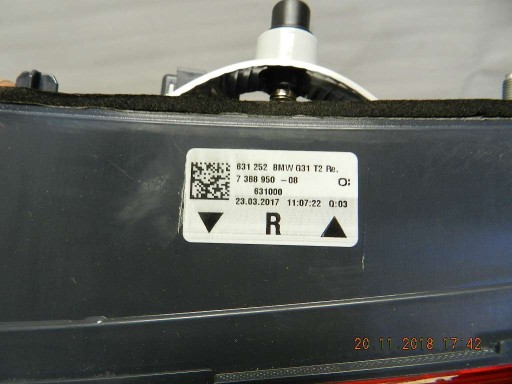 631 252 BMW G31 T2 Re.
7 388 950 -08 O:
631000
23.03.2017 11:07:22 Q:03
R
20 11 2018 17:42